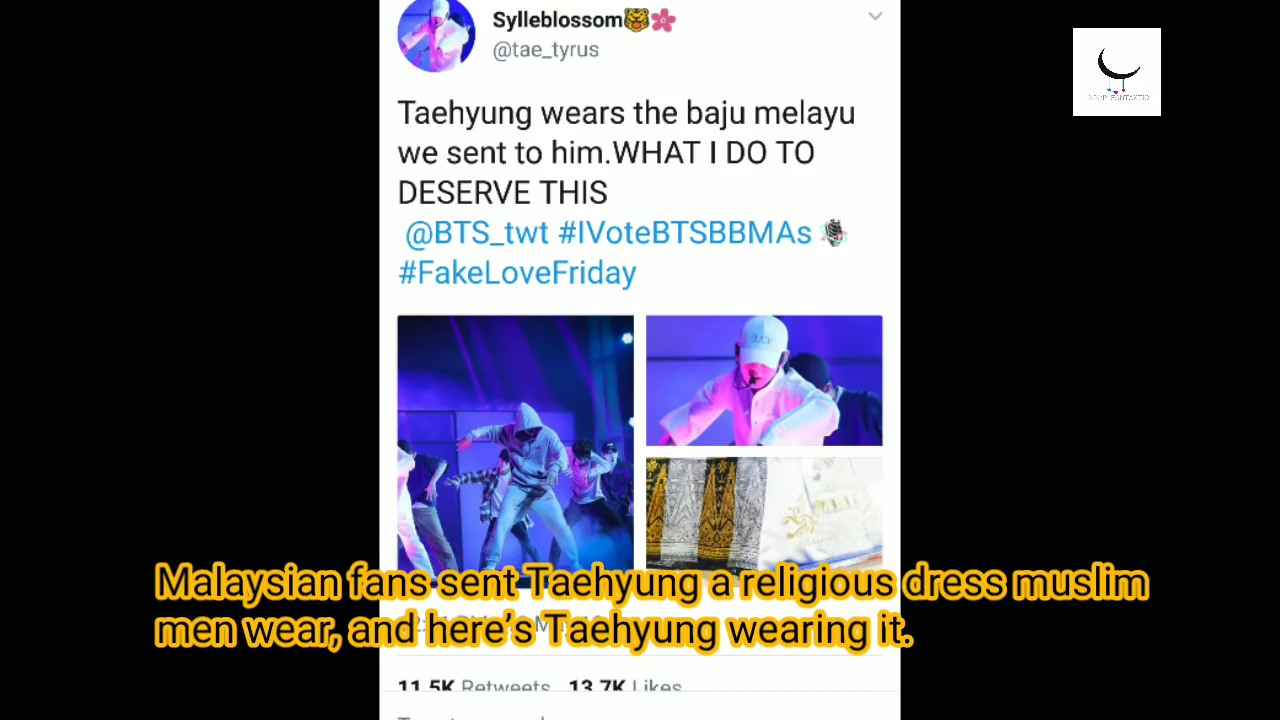 Sylleblossom
@tae_tyrus
Taehyung wears the baju melayu
we sent to him.WHAT I DO TO
DESERVE THIS
@BTS_twt #IVoteBTSBBMAs
#FakeLoveFriday
Malaysian fans sent Taehyung a religious dress muslim
men wear, and here's Taehyung wearing it.
11.5K Retweets 13.7K Likes